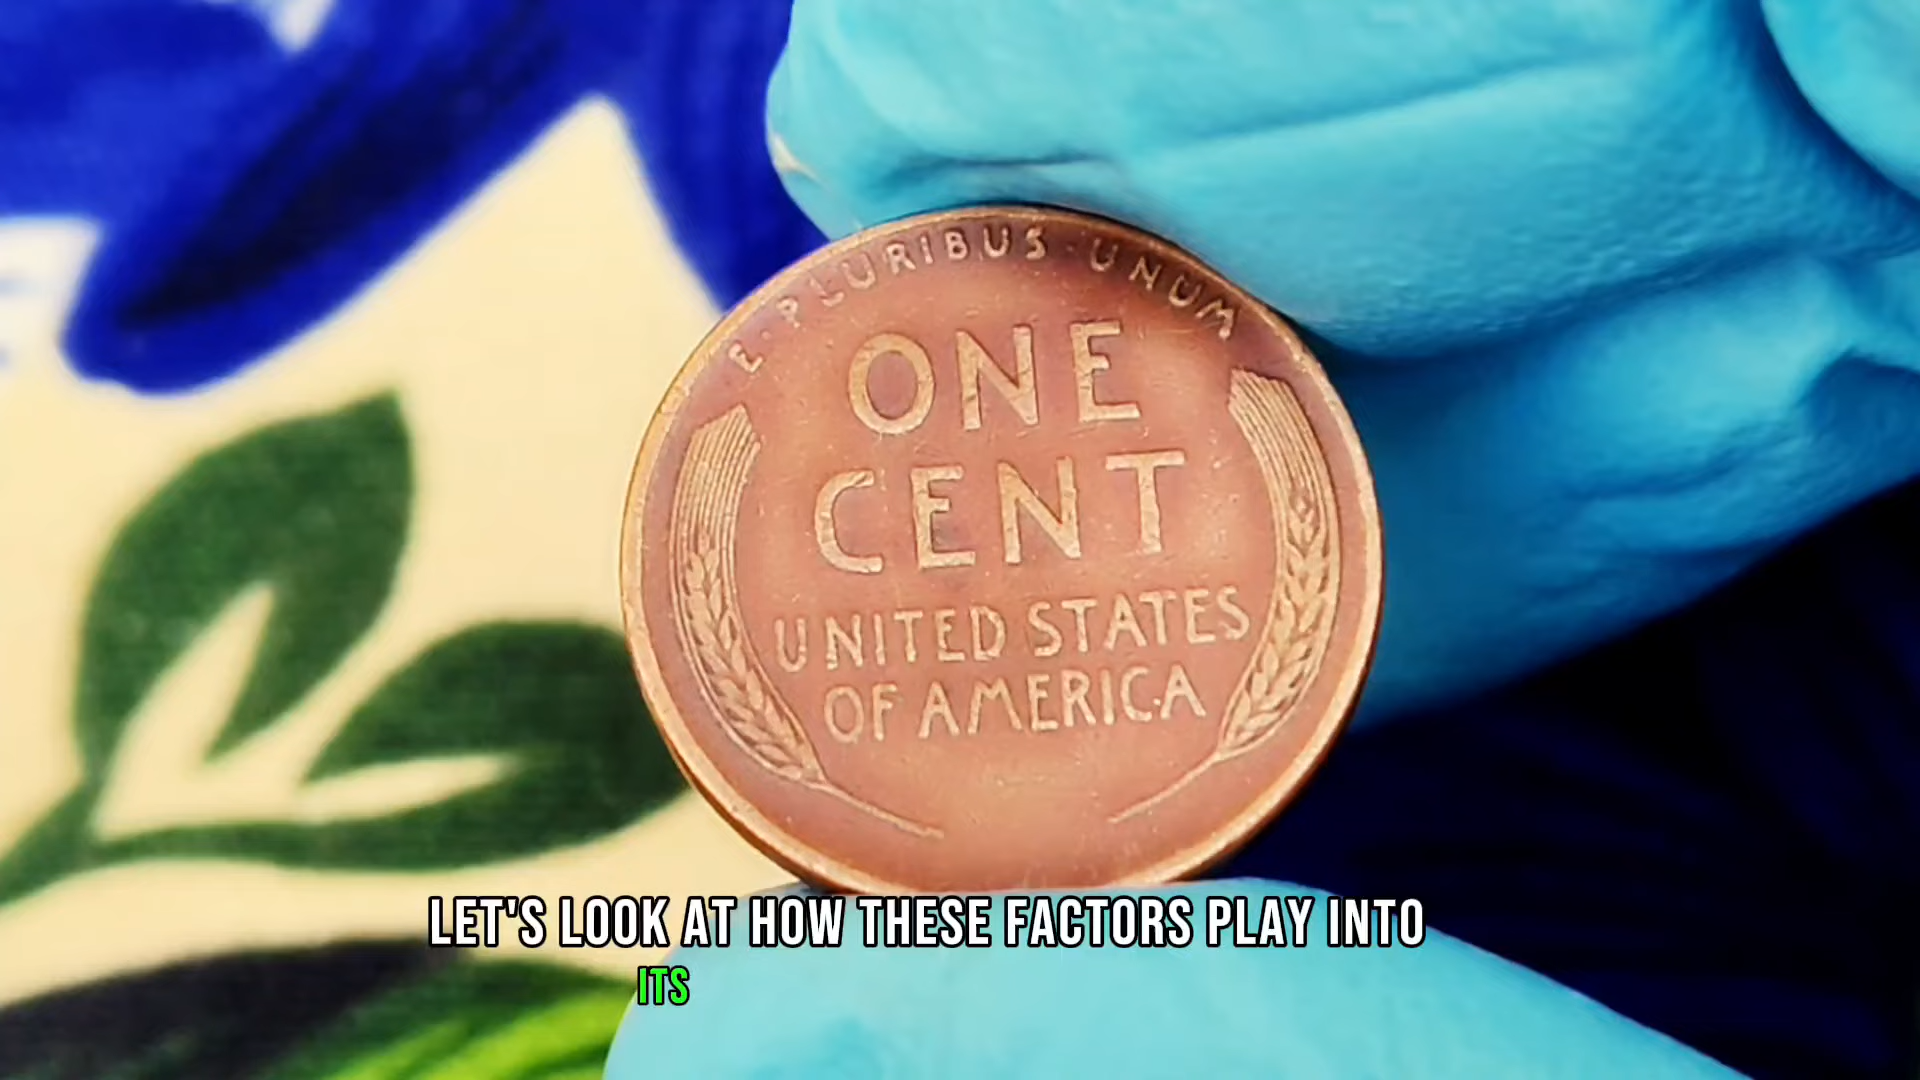 E·PLURIBUS·UNUM
ONE
CENT
UNITED STATES
OF AMERICA
LET'S LOOK AT HOW THESE FACTORS PLAY INTO
ITS